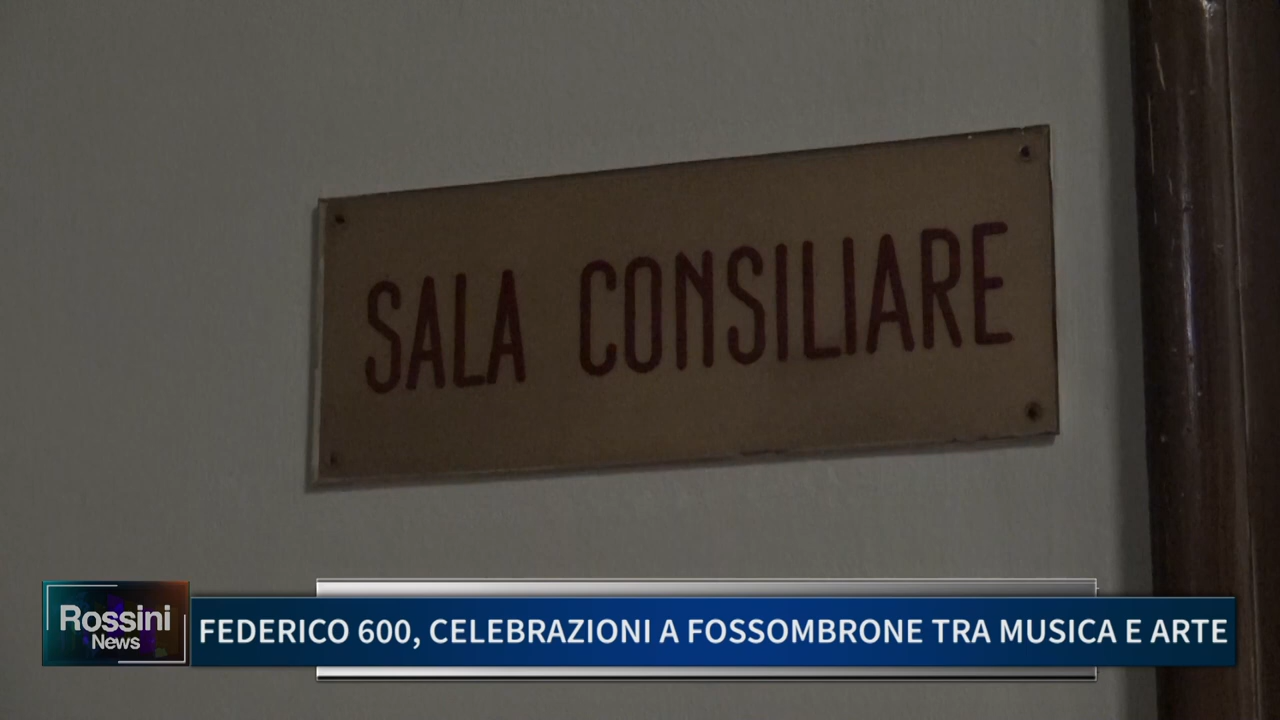 SALA CONSILIARE
Rossini
News
FEDERICO 600, CELEBRAZIONI A FOSSOMBRONE TRA MUSICA E ARTE